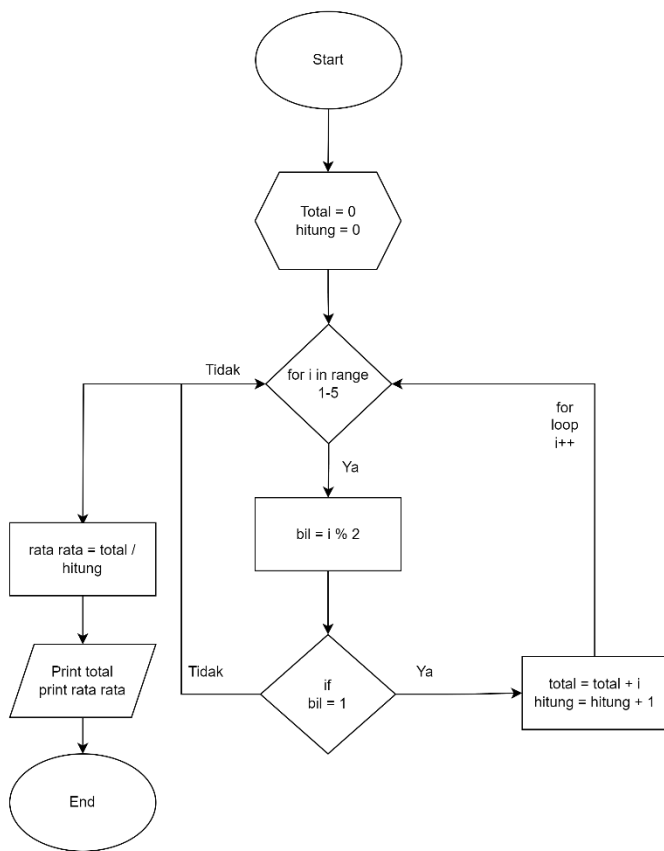 Start
Total = 0
hitung = 0
Tidak
for i in range
1-5
for
loop
i++
Ya
bil = i % 2
rata rata = total /
hitung
Print total
print rata rata
Tidak
if
bil = 1
Ya
total = total + i
hitung = hitung + 1
End